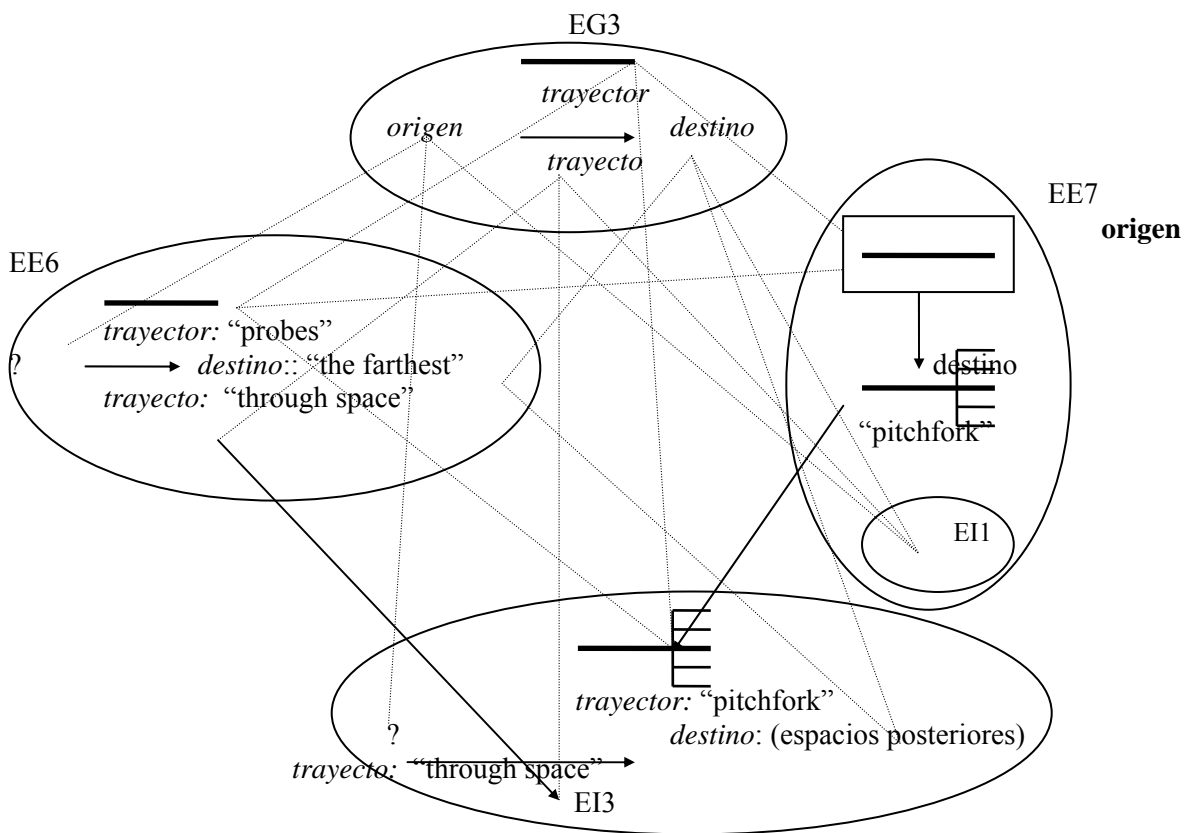 EG3
trayector
origen
destino
trayecto
EE7
origen
EE6
trayector: “probes”
? destino:: “the farthest”
trayecto: “through space”
destino
“pitchfork”
EI1
trayector: “pitchfork”
?
destino: (espacios posteriores)
trayecto: “through space”
EI3